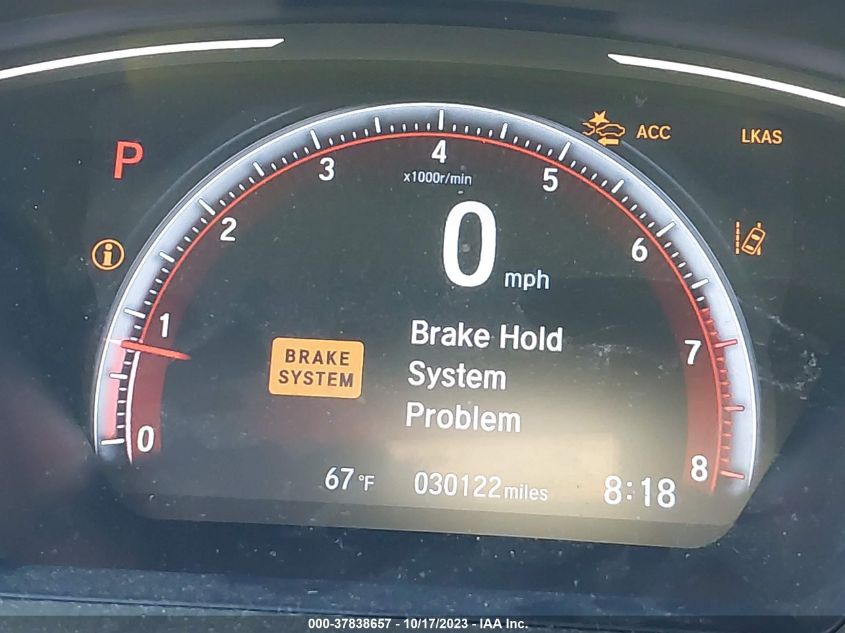 ACC
LKAS
P
4
3
5
x1000r/min
2
0
6
mph
1
Brake Hold
7
BRAKE
SYSTEM
System
Problem
0
8
67°F
030122 miles
8:18
000-37838657 - 10/17/2023 - IAA Inc.